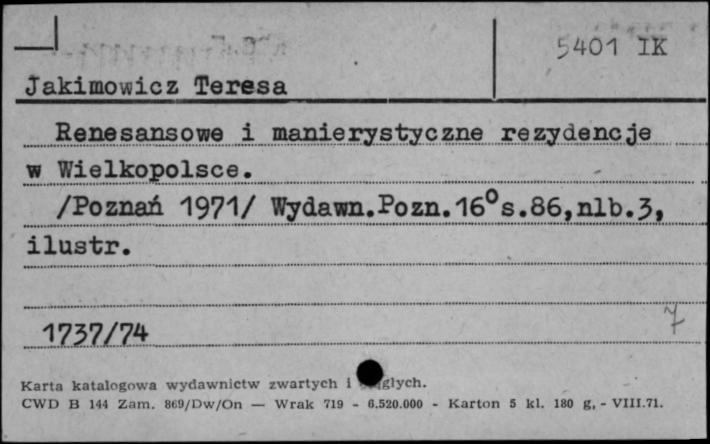 5401 IK
Jakimowicz Teresa
Renesansowe i manierystyczne rezydencje
w Wielkopolsce.
/Poznań 1971/ Wydawn.Pozn.16°s.86,nlb.3,
ilustr.
7
1737/74
Karta katalogowa wydawnictw zwartych i
CWD B 144 Zam. 869/Dw/On — Wrak 719 - 6.520.000 - Karton 5 kl. 180 g, - VIII.71.